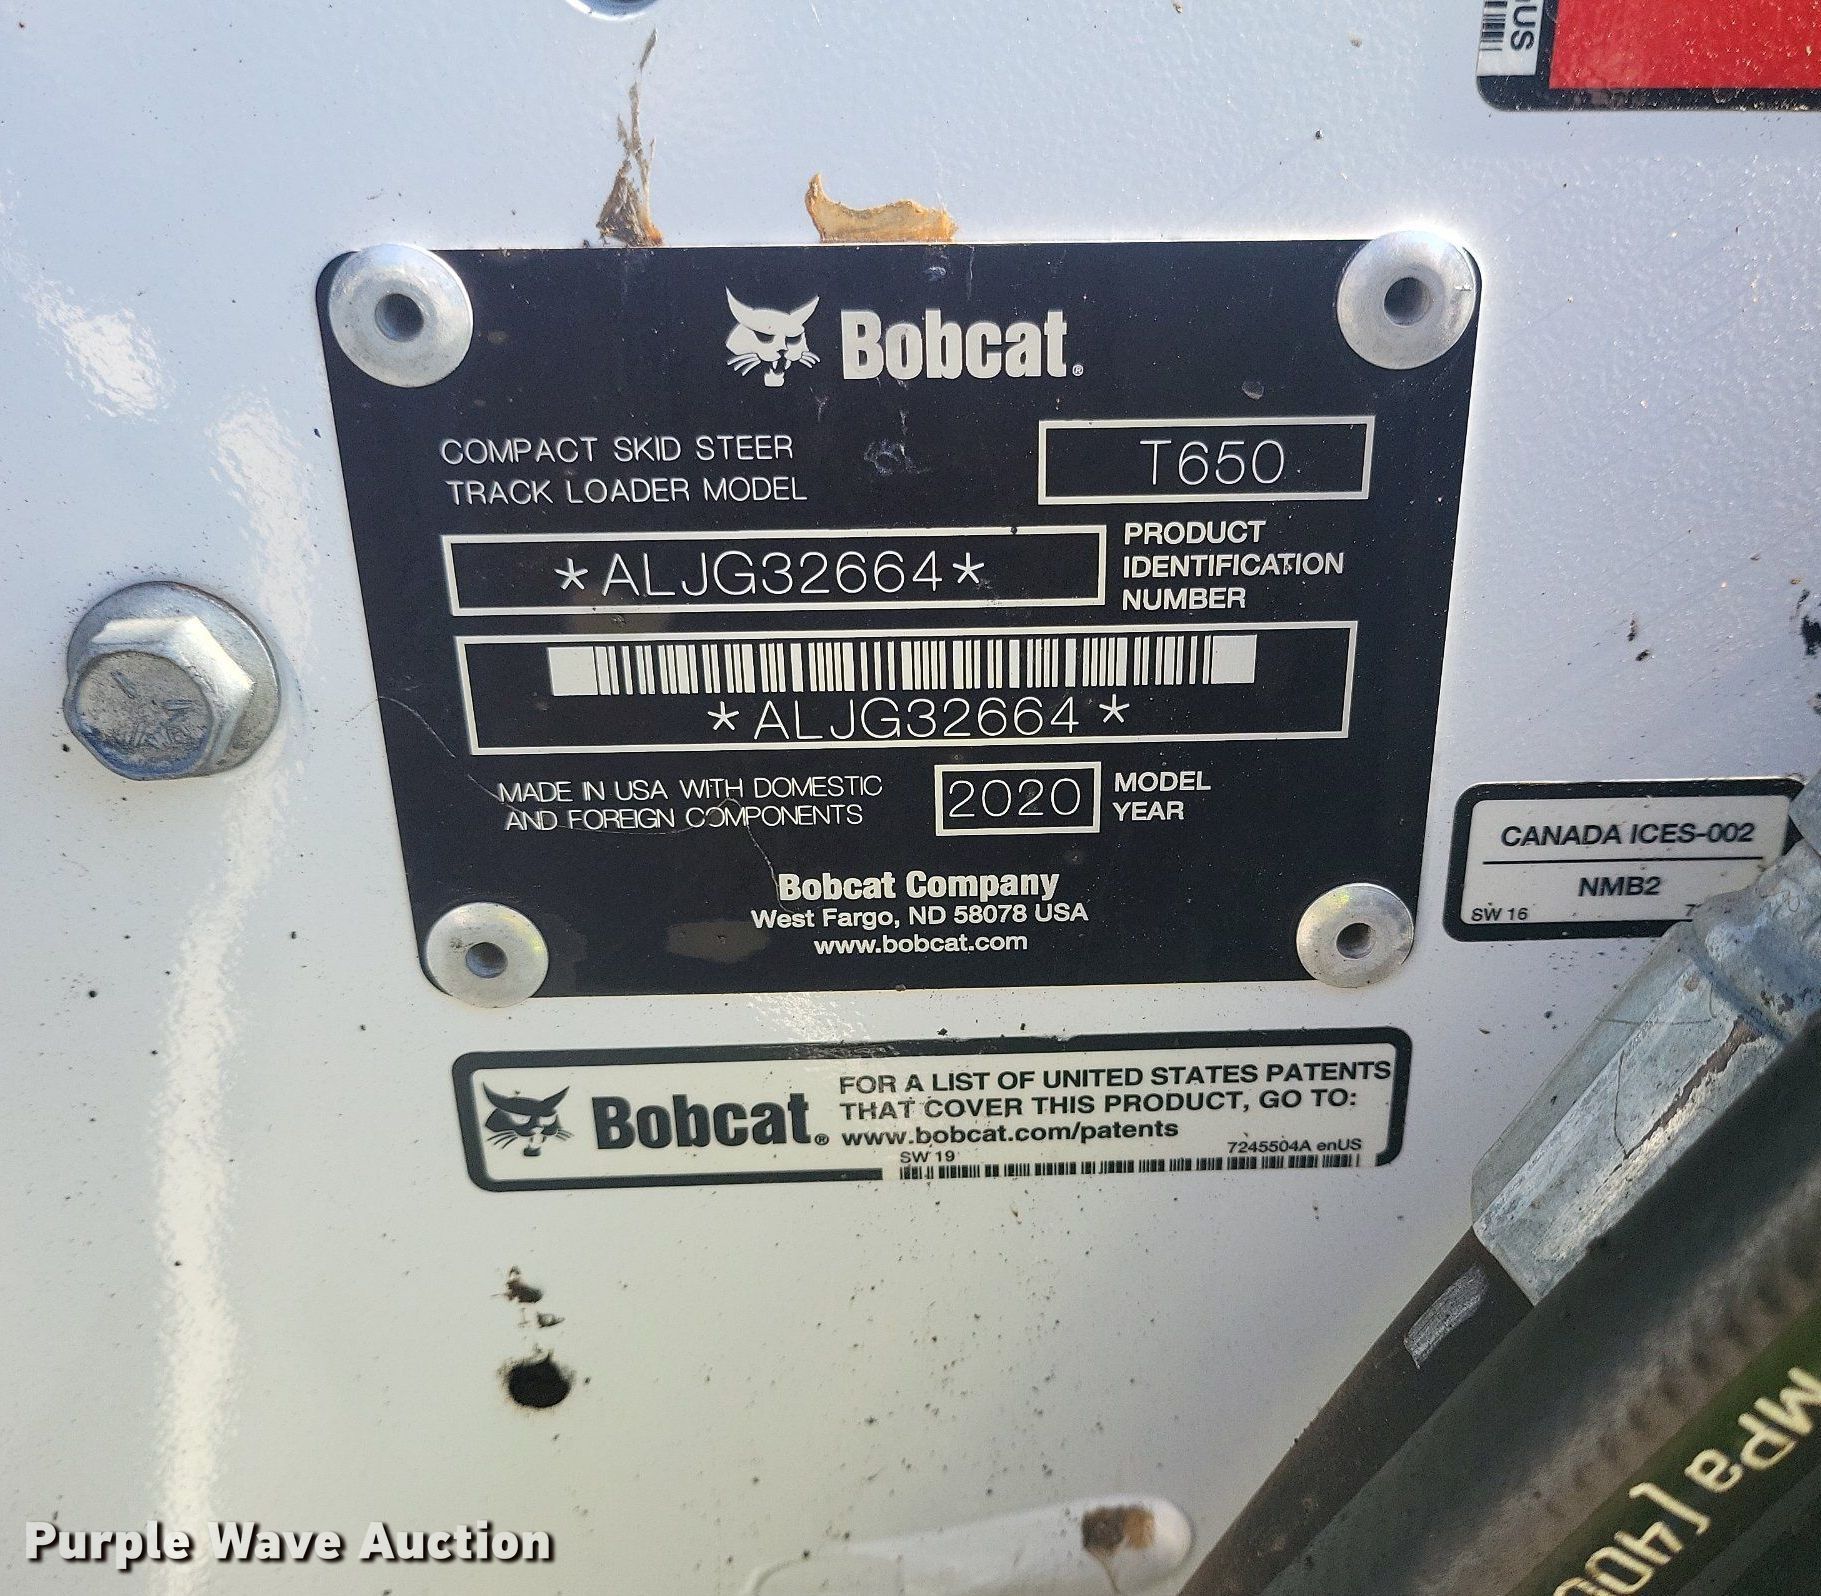 nUS
Bobcat®
COMPACT SKID STEER
TRACK LOADER MODEL
T650
*ALJG32664*
PRODUCT
IDENTIFICATION
NUMBER
*ALJG32664*
MADE IN USA WITH DOMESTIC
AND FOREIGN COMPONENTS
2020
MODEL
YEAR
Bobcat Company
West Fargo, ND 58078 USA
www.bobcat.com
CANADA ICES-002
NMB2
SW 16
Bobcat®
FOR A LIST OF UNITED STATES PATENTS
THAT COVER THIS PRODUCT, GO TO:
www.bobcat.com/patents
SW 19
7245504A enUS
MPa [400
Purple Wave Auction